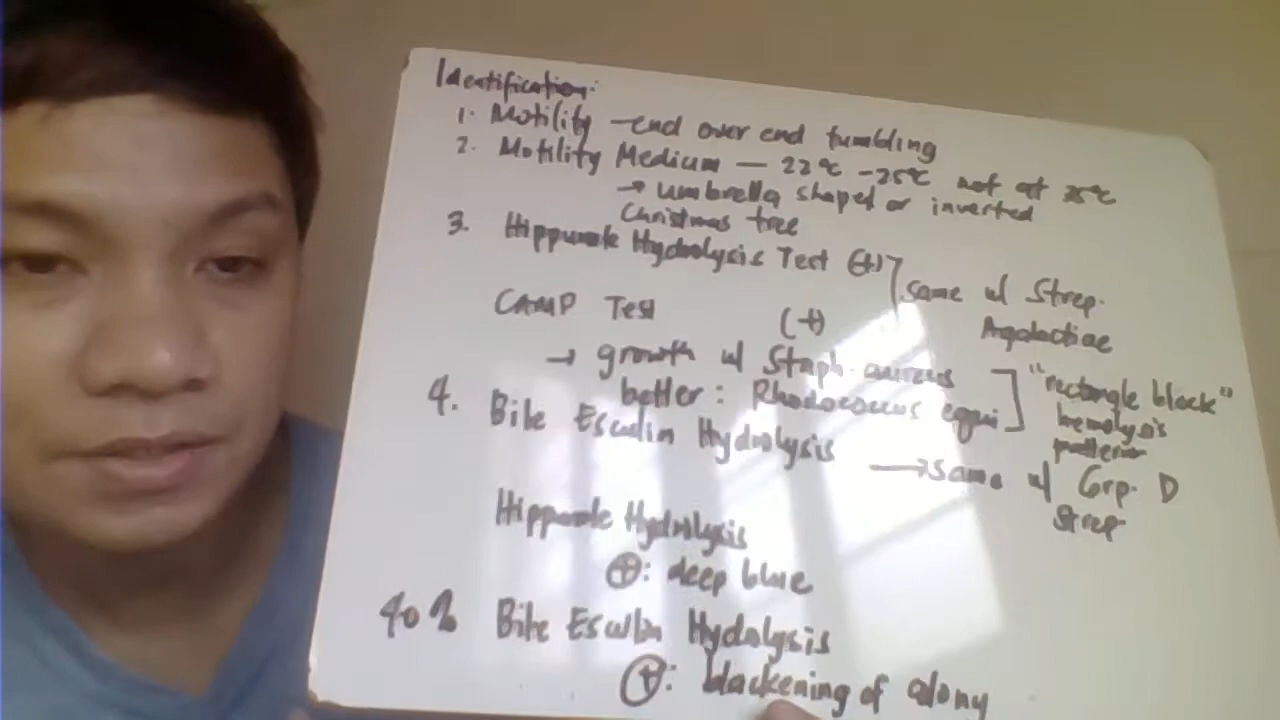 Identification:
1. Motility - end over end tumbling
2. Motility Medium — 22°C - 25°C not at 35°C
→ umbrella shaped or inverted
Christmas tree
3. Hippurate Hydrolysis Test (+)
same w/ Strep.
Agalactiae
CAMP Test (+)
→ growth w/ Staph. aureus
better: Rhodococcus equi
"rectangle block"
hemolysis
pattern
4. Bile Esculin Hydrolysis → same w/ Grp. D
Strep
Hippurate Hydrolysis
(+): deep blue
40% Bile Esculin Hydrolysis
(+): blackening of colony